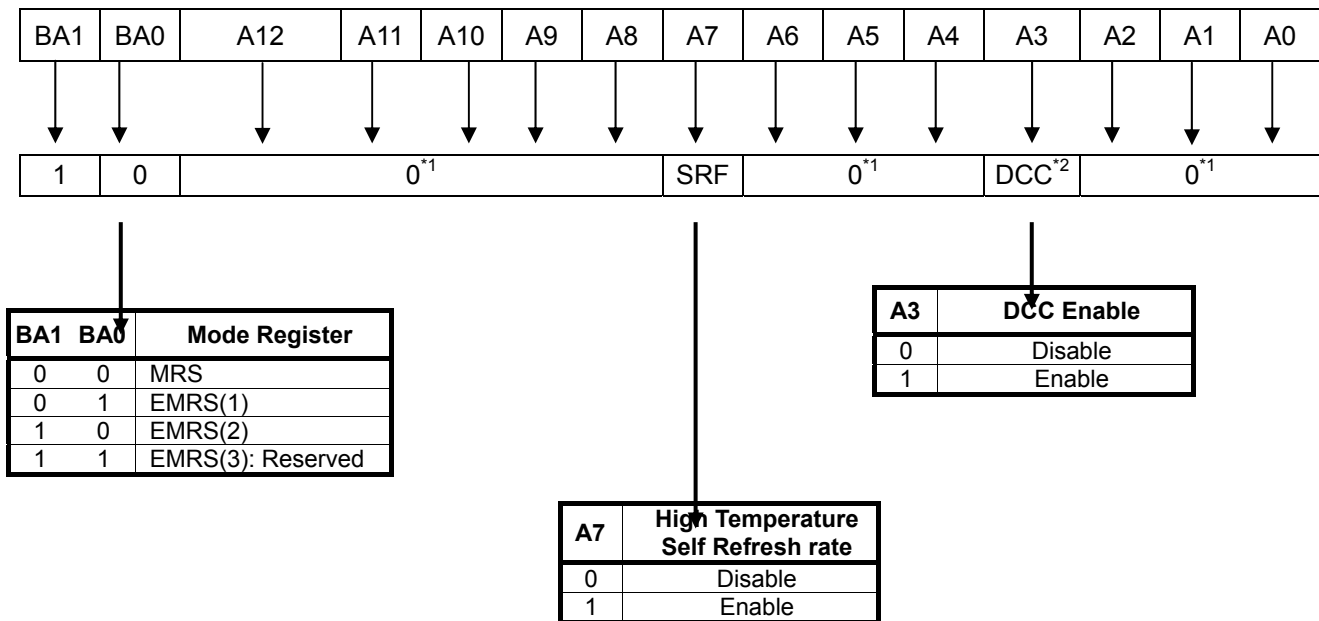 BA1 BA0 A12 A11 A10 A9 A8 A7 A6 A5 A4 A3 A2 A1 A0
1 0 0*1 SRF 0*1 DCC*2 0*1
BA1 BA0 Mode Register
0 0 MRS
0 1 EMRS(1)
1 0 EMRS(2)
1 1 EMRS(3): Reserved
A3 DCC Enable
0 Disable
1 Enable
A7 High Temperature
Self Refresh rate
0 Disable
1 Enable